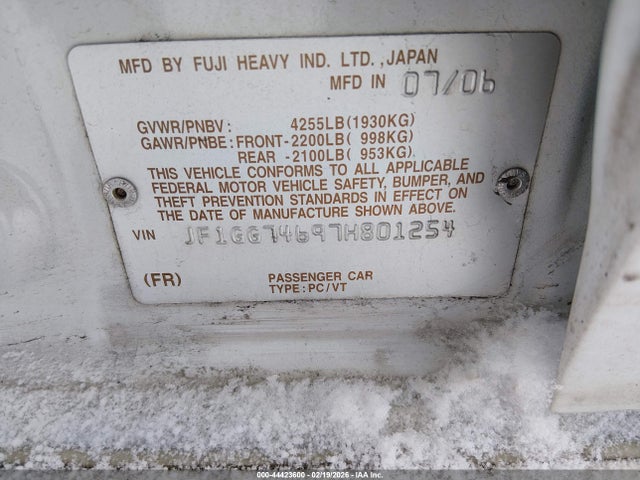 MFD BY FUJI HEAVY IND. LTD., JAPAN
MFD IN 07/06
GVWR/PNBV: 4255LB(1930KG)
GAWR/PNBE: FRONT-2200LB( 998KG)
REAR -2100LB( 953KG)
THIS VEHICLE CONFORMS TO ALL APPLICABLE
FEDERAL MOTOR VEHICLE SAFETY, BUMPER, AND
THEFT PREVENTION STANDARDS IN EFFECT ON
THE DATE OF MANUFACTURE SHOWN ABOVE.
VIN JF1GG74697H801254
(FR) PASSENGER CAR
TYPE: PC/VT
000-44423600 - 02/19/2026 - IAAUS